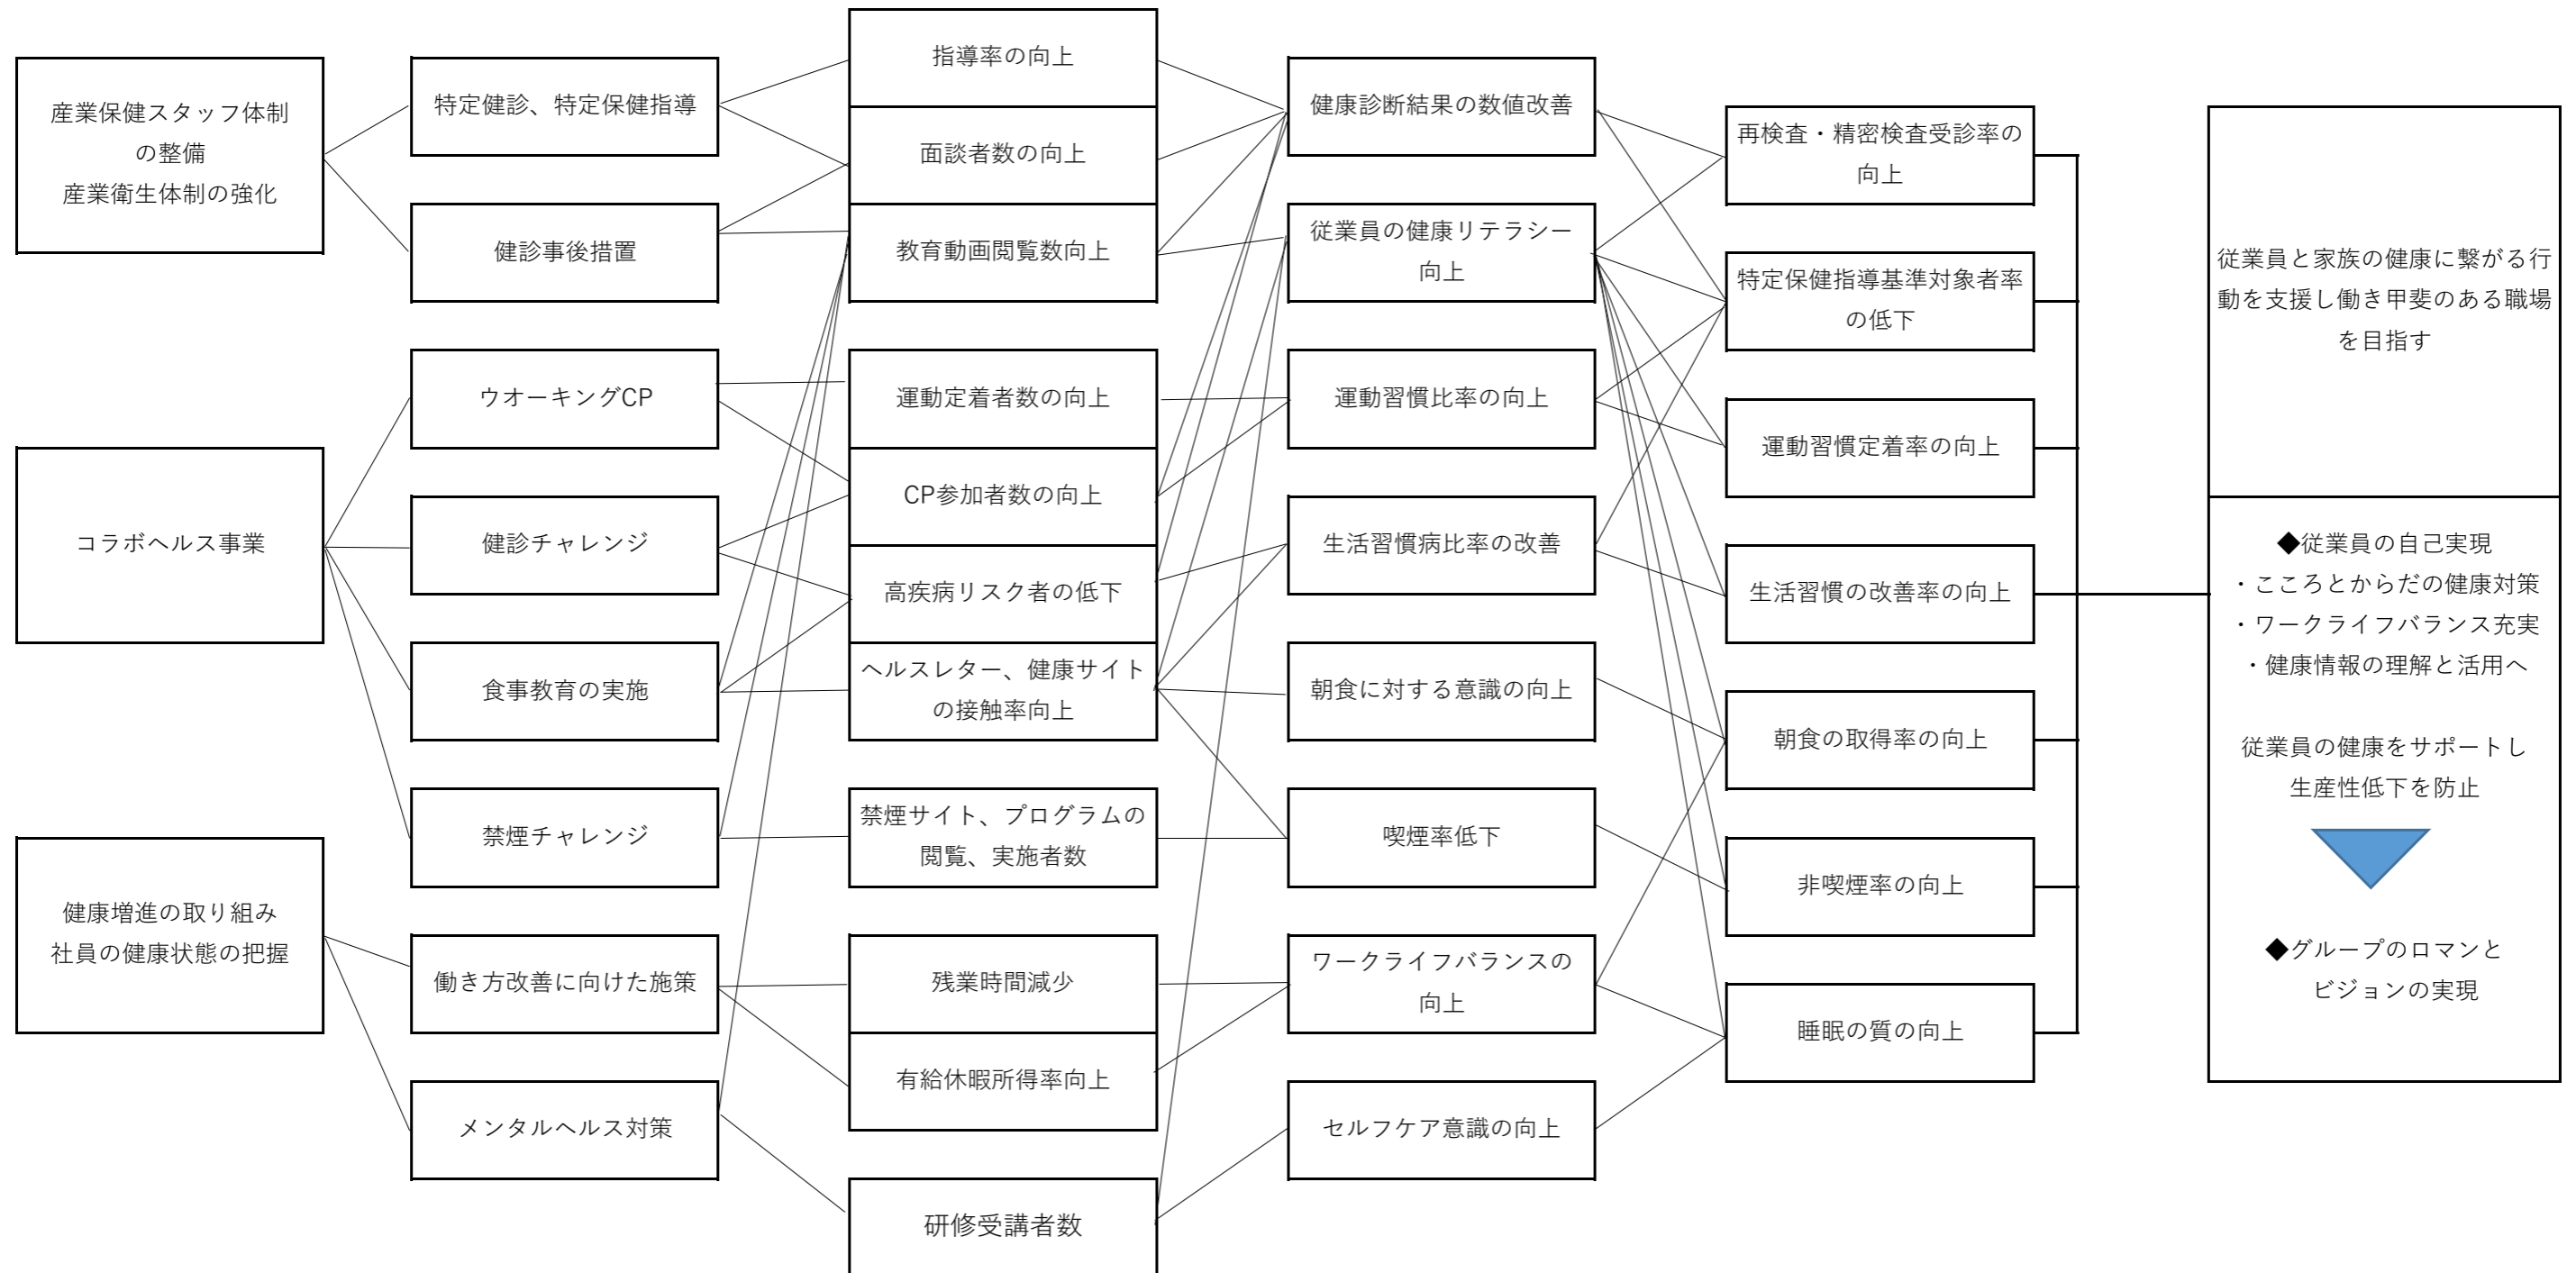 産業保健スタッフ体制
の整備
産業衛生体制の強化
コラボヘルス事業
健康増進の取り組み
社員の健康状態の把握
特定健診、特定保健指導
健診事後措置
ウオーキングCP
健診チャレンジ
食事教育の実施
禁煙チャレンジ
働き方改善に向けた施策
メンタルヘルス対策
指導率の向上
面談者数の向上
教育動画閲覧数向上
運動定着者数の向上
CP参加者数の向上
高疾病リスク者の低下
ヘルスレター、健康サイト
の接触率向上
禁煙サイト、プログラムの
閲覧、実施者数
残業時間減少
有給休暇所得率向上
研修受講者数
健康診断結果の数値改善
従業員の健康リテラシー
向上
運動習慣比率の向上
生活習慣病比率の改善
朝食に対する意識の向上
喫煙率低下
ワークライフバランスの
向上
セルフケア意識の向上
再検査・精密検査受診率の
向上
特定保健指導基準対象者率
の低下
運動習慣定着率の向上
生活習慣の改善率の向上
朝食の取得率の向上
非喫煙率の向上
睡眠の質の向上
従業員と家族の健康に繋がる行
動を支援し働き甲斐のある職場
を目指す
◆従業員の自己実現
・こころとからだの健康対策
・ワークライフバランス充実
・健康情報の理解と活用へ
従業員の健康をサポートし
生産性低下を防止
◆グループのロマンと
ビジョンの実現